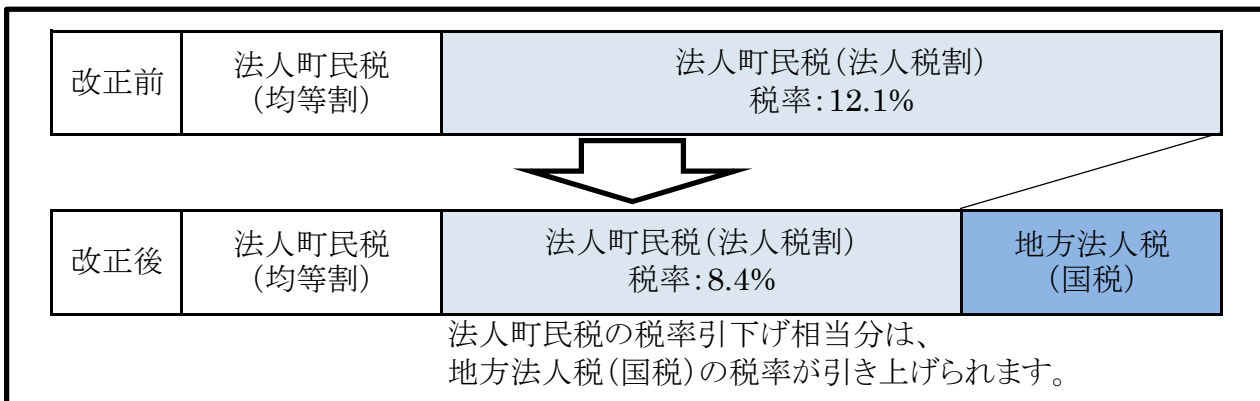 改正前
法人町民税
(均等割)
法人町民税(法人税割)
税率:12.1%
改正後
法人町民税
(均等割)
法人町民税(法人税割)
税率:8.4%
地方法人税
(国税)
法人町民税の税率引下げ相当分は、
地方法人税(国税)の税率が引き上げられます。